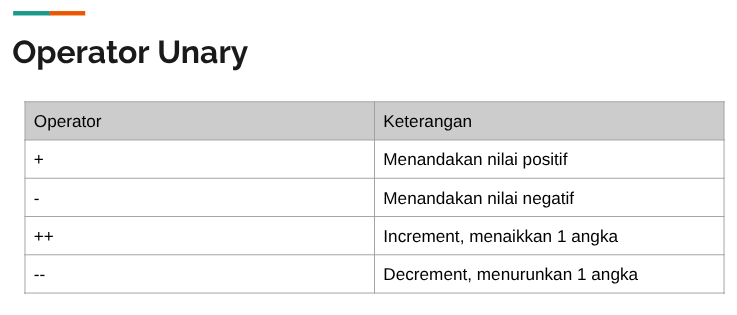 Operator Unary
Operator Keterangan
+ Menandakan nilai positif
- Menandakan nilai negatif
++ Increment, menaikkan 1 angka
-- Decrement, menurunkan 1 angka